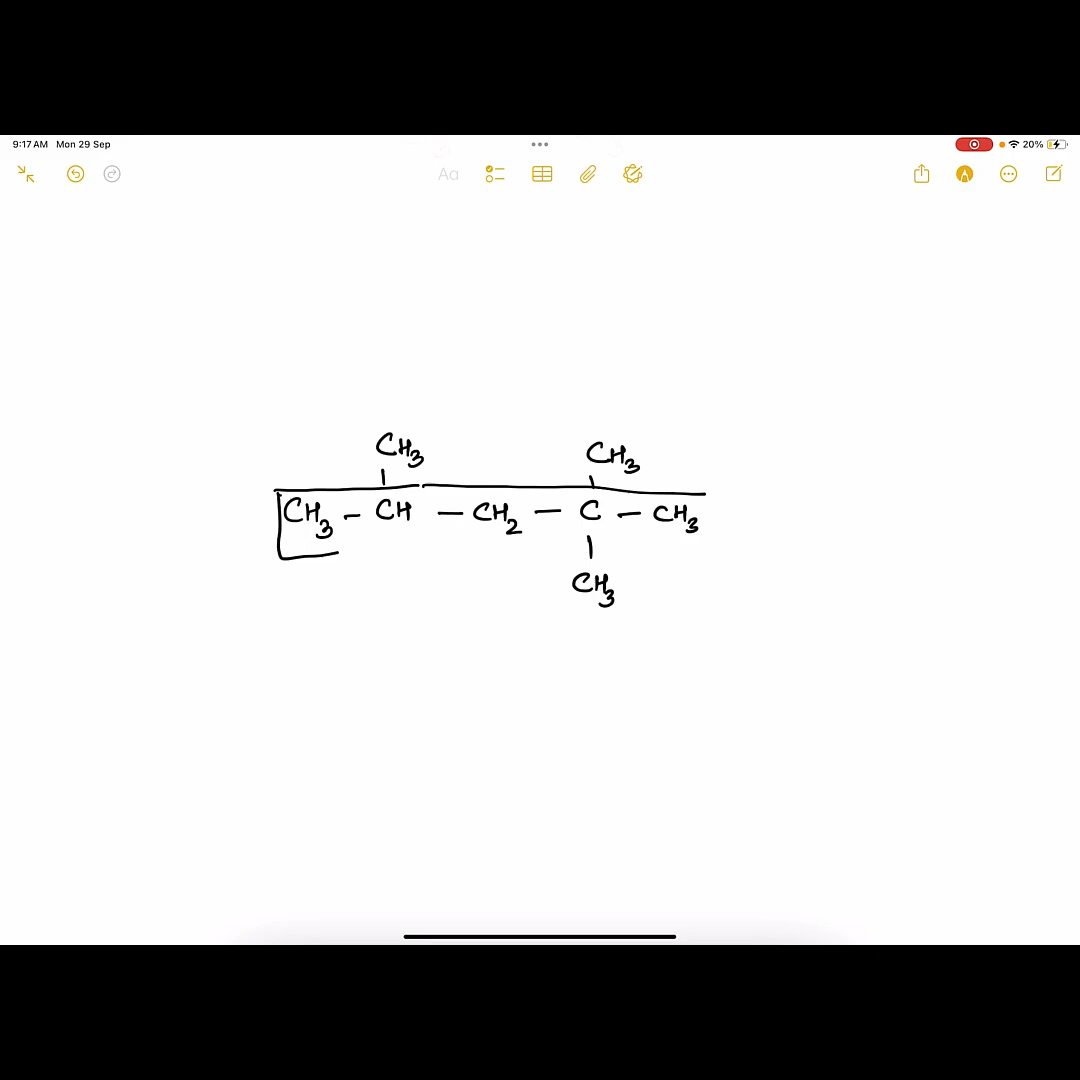 9:17 AM Mon 29 Sep
20%
Aa
CH3 CH3
CH3 - CH - CH2 - C - CH3
CH3